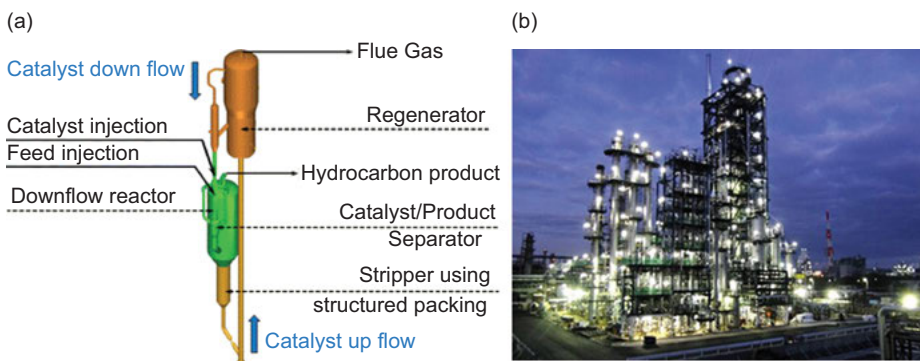 (a)
Flue Gas
Catalyst down flow
Regenerator
Catalyst injection
Feed injection
Hydrocarbon product
Downflow reactor
Catalyst/Product
Separator
Stripper using
structured packing
Catalyst up flow
(b)